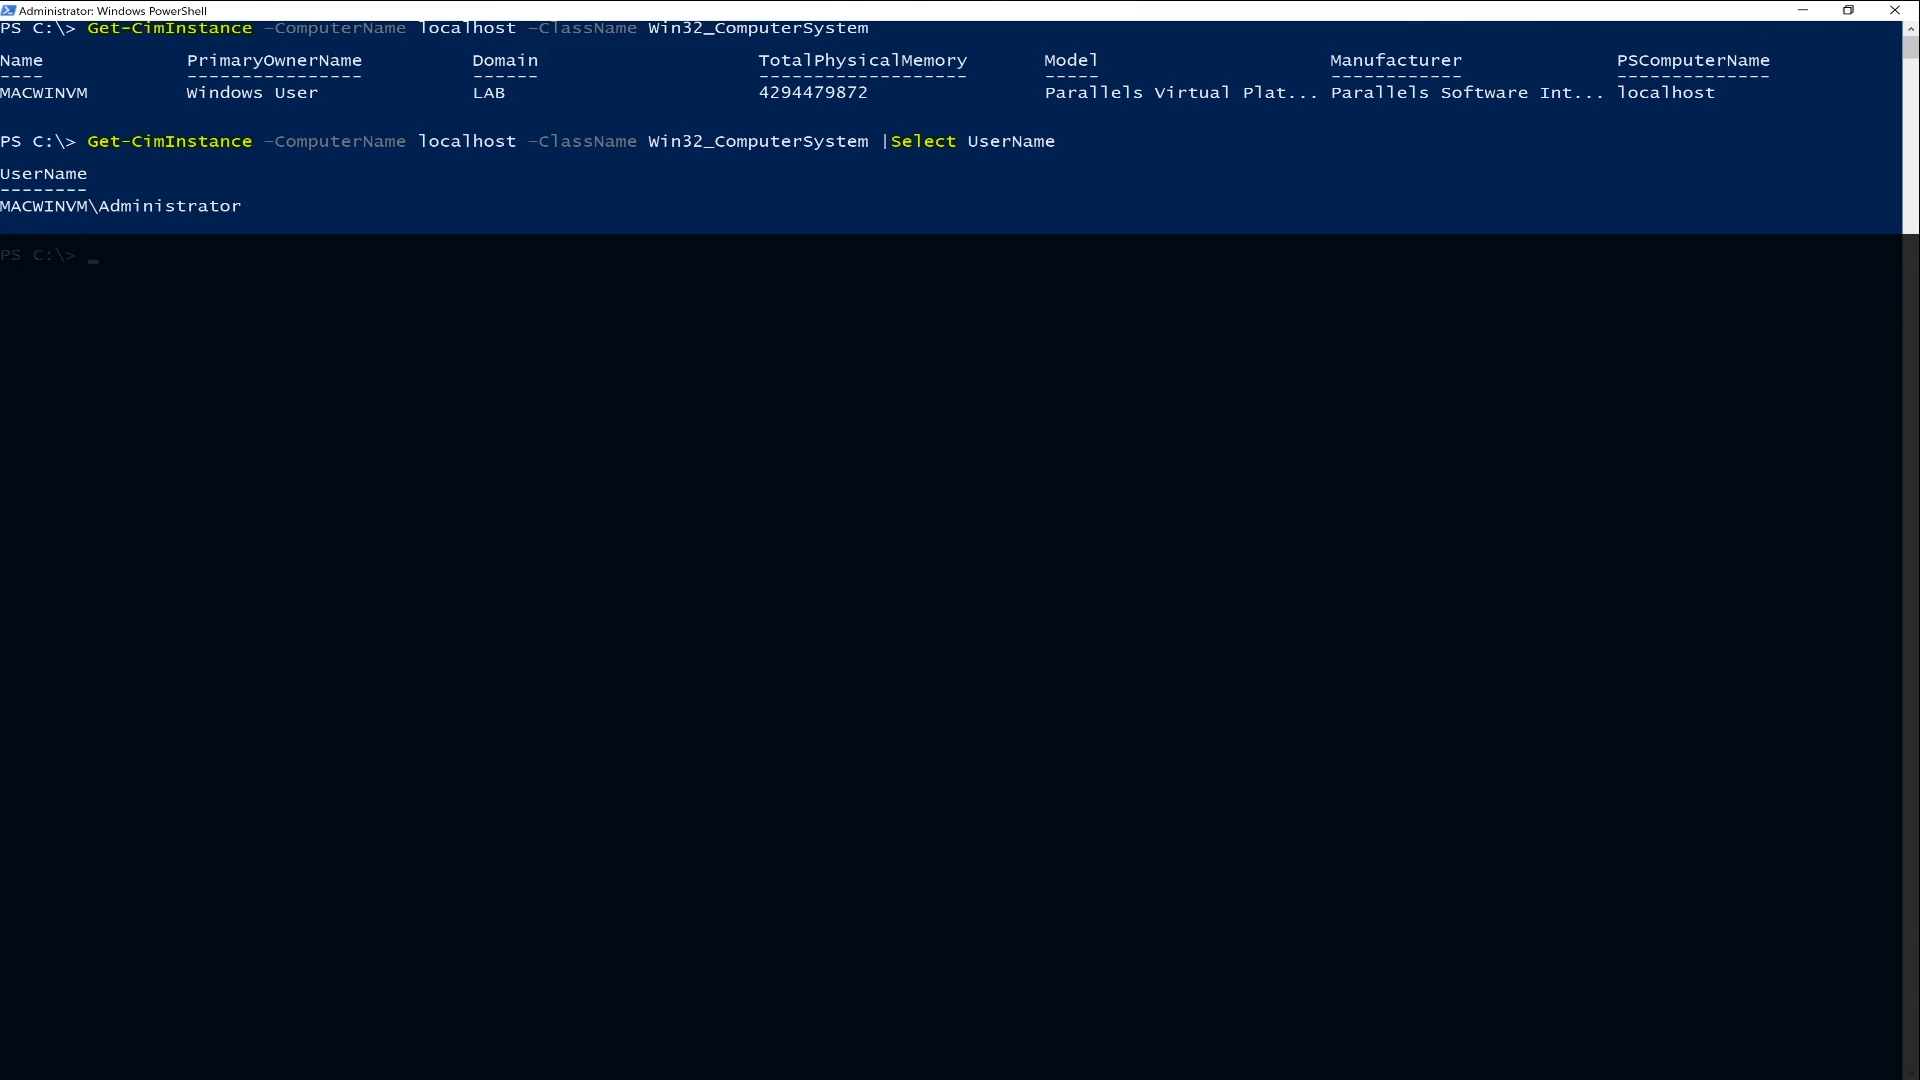 Administrator: Windows PowerShell
PS C:\> Get-CimInstance -ComputerName localhost -ClassName Win32_ComputerSystem
Name PrimaryOwnerName Domain TotalPhysicalMemory Model Manufacturer PSComputerName
---- ---------------- ------ ------------------- ----- ------------ --------------
MACWINVM Windows User LAB 4294479872 Parallels Virtual Plat... Parallels Software Int... localhost
PS C:\> Get-CimInstance -ComputerName localhost -ClassName Win32_ComputerSystem |Select UserName
UserName
--------
MACWINVM\Administrator
PS C:\> _